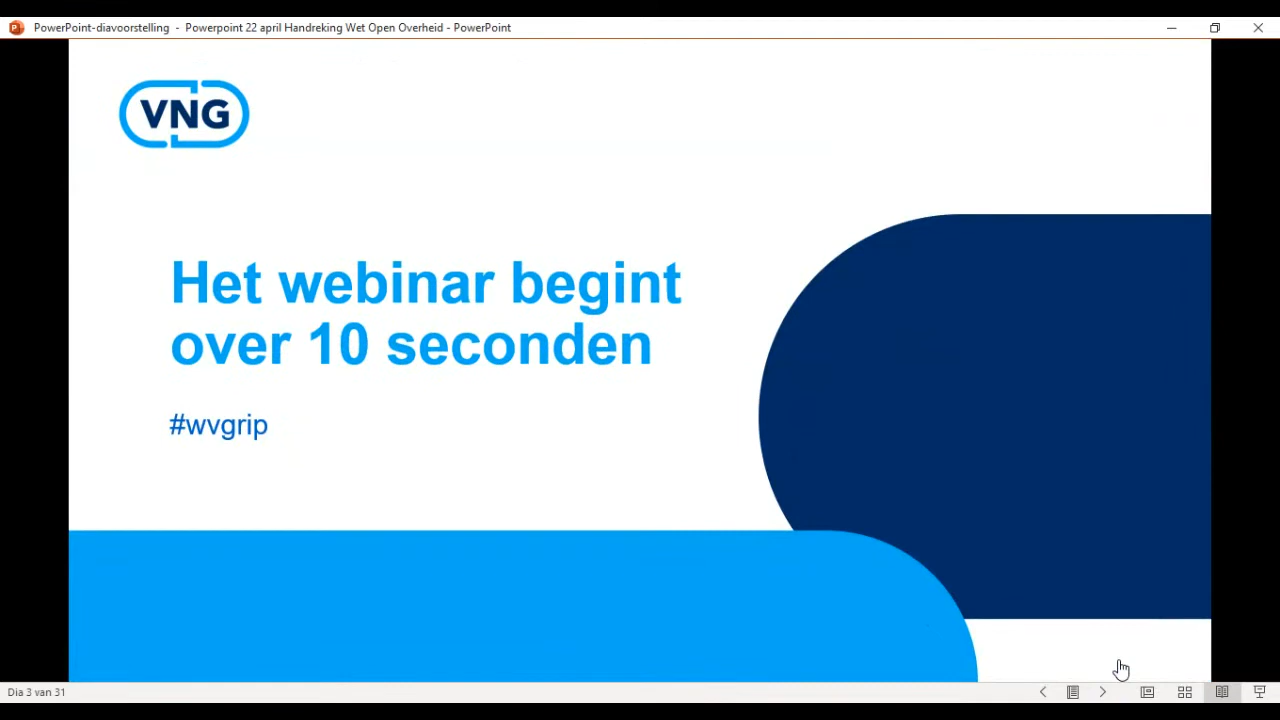 PowerPoint-diavoorstelling - Powerpoint 22 april Handreking Wet Open Overheid - PowerPoint
VNG
Het webinar begint
over 10 seconden
#wvgrip
Dia 3 van 31